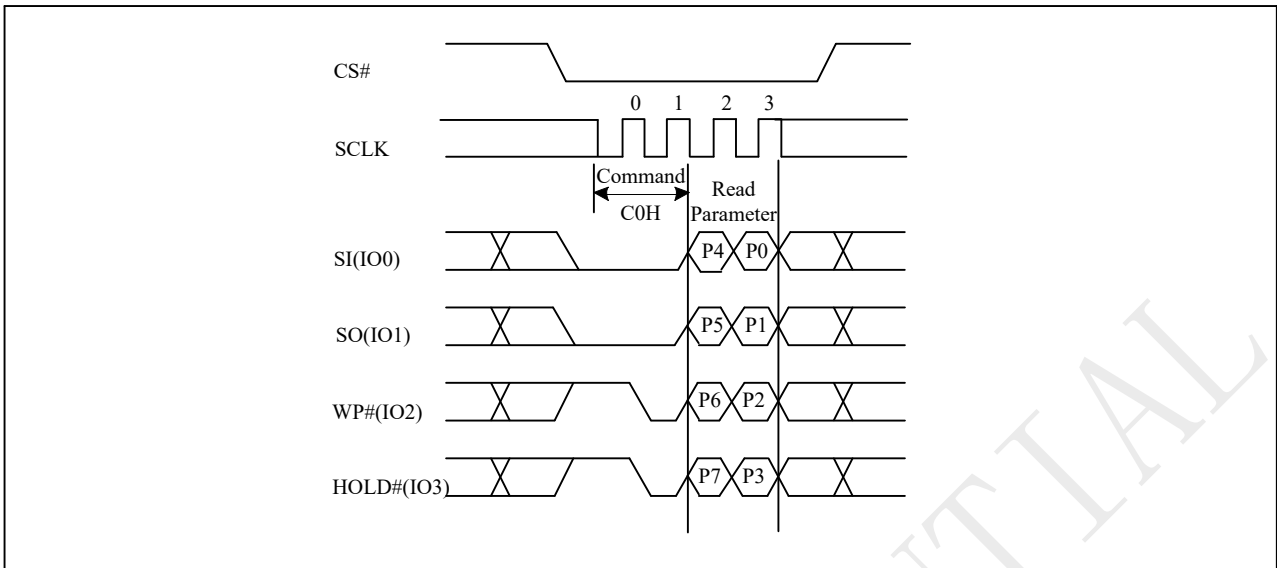 CS#
0 1 2 3
SCLK
Command
C0H
Read
Parameter
SI(IO0)
P4 P0
SO(IO1)
P5 P1
WP#(IO2)
P6 P2
HOLD#(IO3)
P7 P3
NTIAL